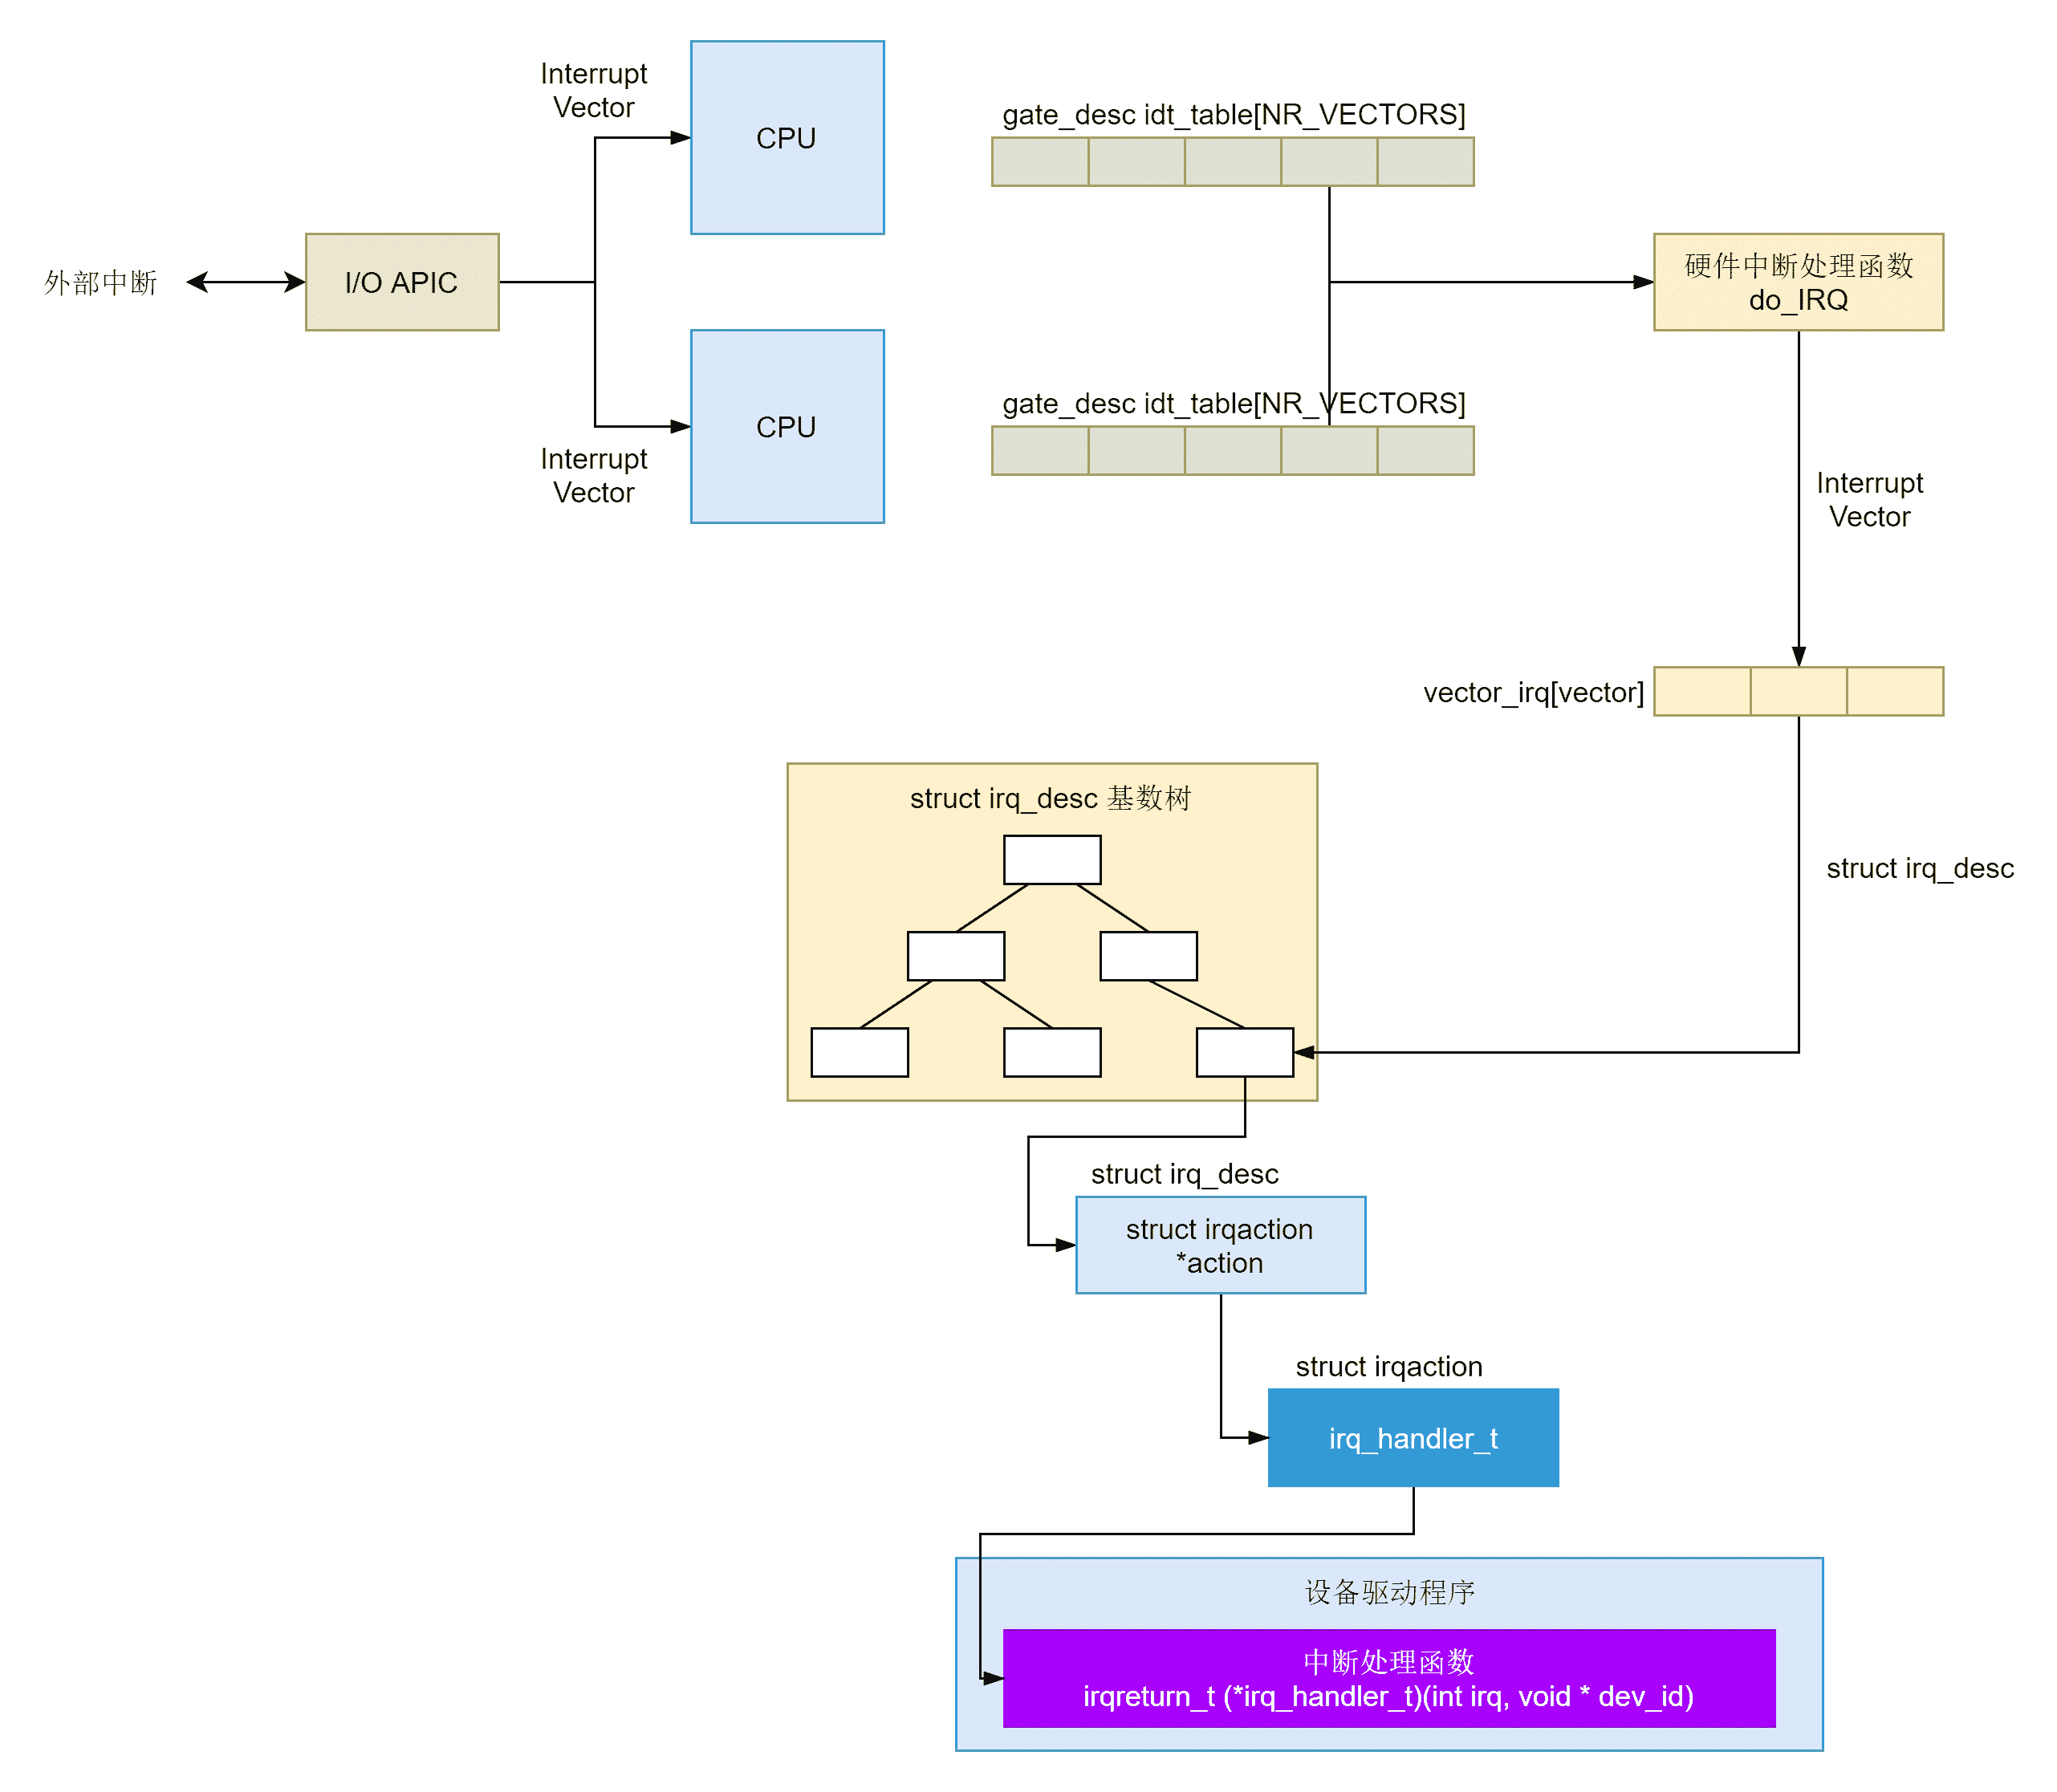 Interrupt
Vector
CPU
gate_desc idt_table[NR_VECTORS]
外部中断
I/O APIC
硬件中断处理函数
do_IRQ
CPU
gate_desc idt_table[NR_VECTORS]
Interrupt
Vector
Interrupt
Vector
vector_irq[vector]
struct irq_desc 基数树
struct irq_desc
struct irq_desc
struct irqaction
*action
struct irqaction
irq_handler_t
设备驱动程序
中断处理函数
irqreturn_t (*irq_handler_t)(int irq, void * dev_id)